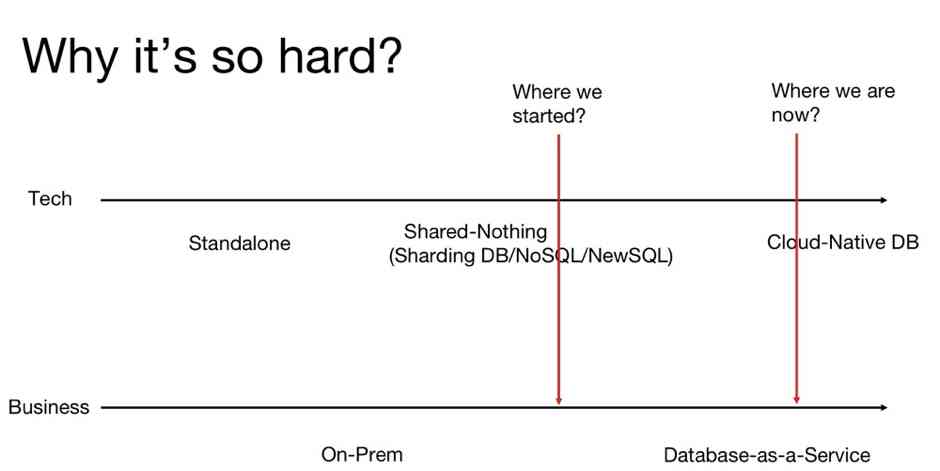 Why it's so hard?
Where we
started?
Where we are
now?
Tech
Standalone
Shared-Nothing
(Sharding DB/NoSQL/NewSQL)
Cloud-Native DB
Business
On-Prem
Database-as-a-Service